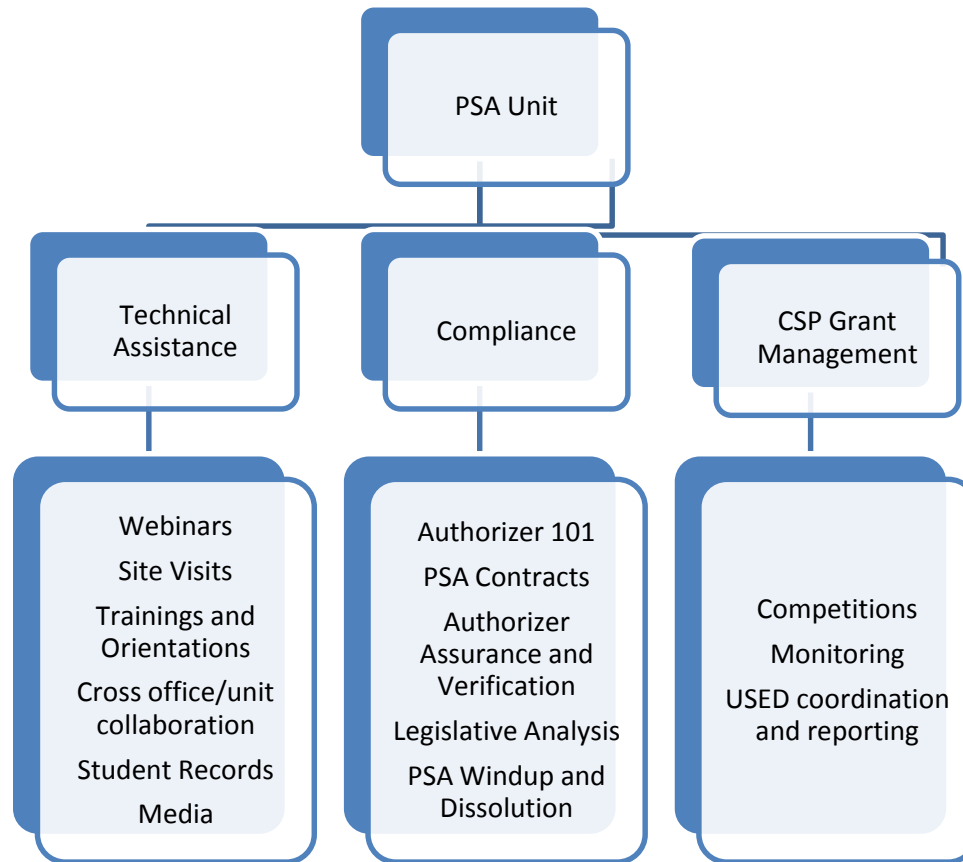 PSA Unit
Technical
Assistance
Compliance
CSP Grant
Management
Webinars
Site Visits
Trainings and
Orientations
Cross office/unit
collaboration
Student Records
Media
Authorizer 101
PSA Contracts
Authorizer
Assurance and
Verification
Legislative Analysis
PSA Windup and
Dissolution
Competitions
Monitoring
USED coordination
and reporting